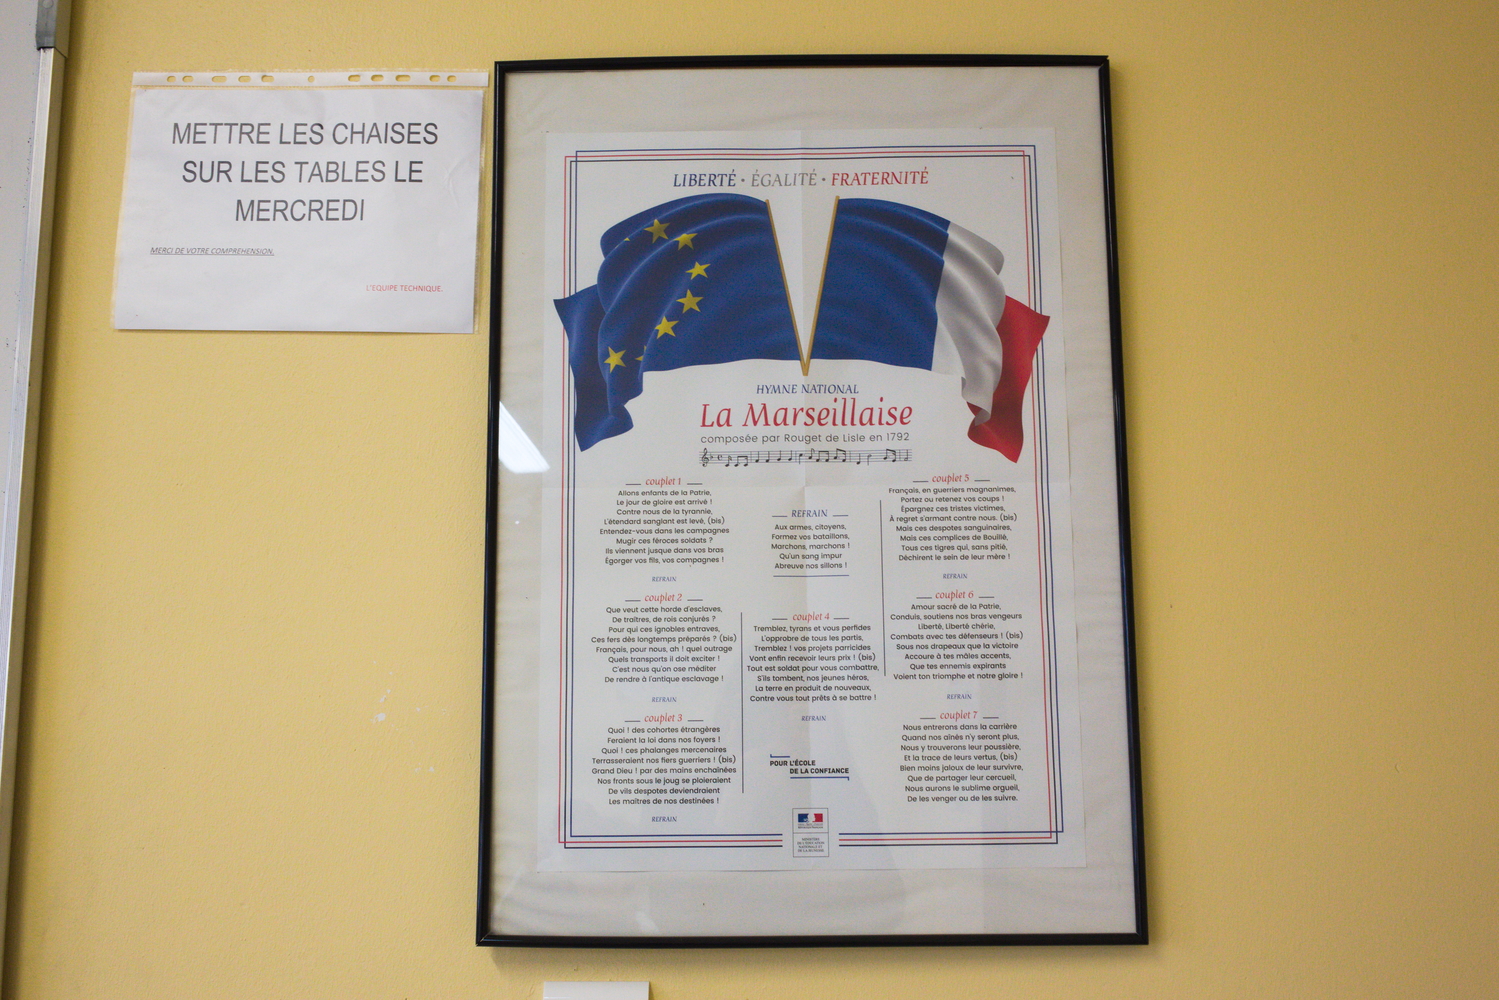 METTRE LES CHAISES
SUR LES TABLES LE
MERCREDI
MERCI DE VOTRE COMPREHENSION.
L'EQUIPE TECHNIQUE.
LIBERTÉ • ÉGALITÉ • FRATERNITÉ
HYMNE NATIONAL
La Marseillaise
composée par Rouget de Lisle en 1792
couplet 1
Allons enfants de la Patrie,
Le jour de gloire est arrivé !
Contre nous de la tyrannie,
L'étendard sanglant est levé, (bis)
Entendez-vous dans les campagnes
Mugir ces féroces soldats ?
Ils viennent jusque dans vos bras
Égorger vos fils, vos compagnes !
REFRAIN
couplet 2
Que veut cette horde d'esclaves,
De traîtres, de rois conjurés ?
Pour qui ces ignobles entraves,
Ces fers dès longtemps préparés ? (bis)
Français, pour nous, ah ! quel outrage
Quels transports il doit exciter !
C'est nous qu'on ose méditer
De rendre à l'antique esclavage !
REFRAIN
couplet 3
Quoi ! des cohortes étrangères
Feraient la loi dans nos foyers !
Quoi ! ces phalanges mercenaires
Terrasseraient nos fiers guerriers ! (bis)
Grand Dieu ! par des mains enchaînées
Nos fronts sous le joug se ploieraient
De vils despotes deviendraient
Les maîtres de nos destinées !
REFRAIN
REFRAIN
Aux armes, citoyens,
Formez vos bataillons,
Marchons, marchons !
Qu'un sang impur
Abreuve nos sillons !
couplet 4
Tremblez, tyrans et vous perfides
L'opprobre de tous les partis,
Tremblez ! vos projets parricides
Vont enfin recevoir leurs prix ! (bis)
Tout est soldat pour vous combattre,
S'ils tombent, nos jeunes héros,
La terre en produit de nouveaux,
Contre vous tout prêts à se battre !
REFRAIN
POUR L'ÉCOLE
DE LA CONFIANCE
couplet 5
Français, en guerriers magnanimes,
Portez ou retenez vos coups !
Épargnez ces tristes victimes,
À regret s'armant contre nous. (bis)
Mais ces despotes sanguinaires,
Mais ces complices de Bouillé,
Tous ces tigres qui, sans pitié,
Déchirent le sein de leur mère !
REFRAIN
couplet 6
Amour sacré de la Patrie,
Conduis, soutiens nos bras vengeurs
Liberté, Liberté chérie,
Combats avec tes défenseurs ! (bis)
Sous nos drapeaux que la victoire
Accoure à tes mâles accents,
Que tes ennemis expirants
Voient ton triomphe et notre gloire !
REFRAIN
couplet 7
Nous entrerons dans la carrière
Quand nos aînés n'y seront plus,
Nous y trouverons leur poussière,
Et la trace de leurs vertus, (bis)
Bien moins jaloux de leur survivre,
Que de partager leur cercueil,
Nous aurons le sublime orgueil,
De les venger ou de les suivre.
MINISTÈRE
DE L'ÉDUCATION
NATIONALE ET
DE LA JEUNESSE